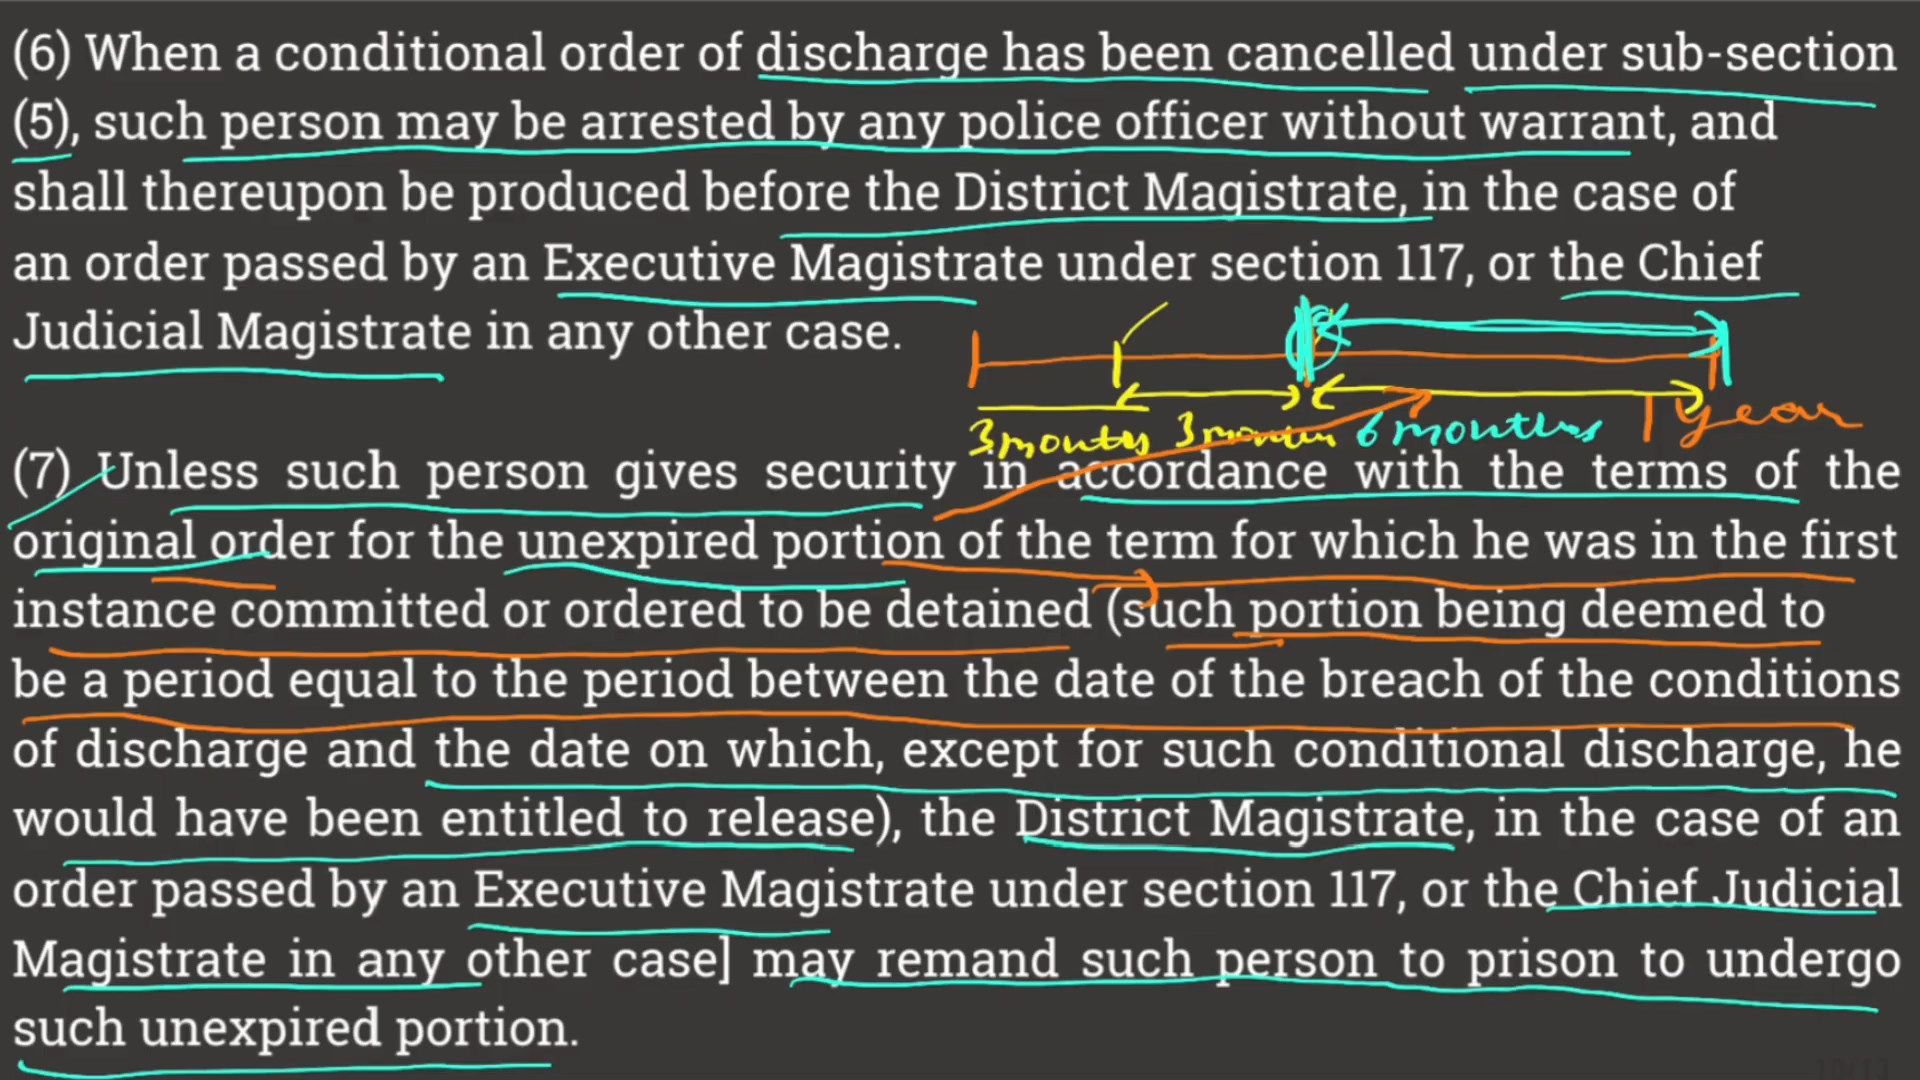 (6) When a conditional order of discharge has been cancelled under sub-section
(5), such person may be arrested by any police officer without warrant, and
shall thereupon be produced before the District Magistrate, in the case of
an order passed by an Executive Magistrate under section 117, or the Chief
Judicial Magistrate in any other case.
3 months 3 months 6 months 1 year
(7) Unless such person gives security in accordance with the terms of the
original order for the unexpired portion of the term for which he was in the first
instance committed or ordered to be detained (such portion being deemed to
be a period equal to the period between the date of the breach of the conditions
of discharge and the date on which, except for such conditional discharge, he
would have been entitled to release), the District Magistrate, in the case of an
order passed by an Executive Magistrate under section 117, or the Chief Judicial
Magistrate in any other case] may remand such person to prison to undergo
such unexpired portion.